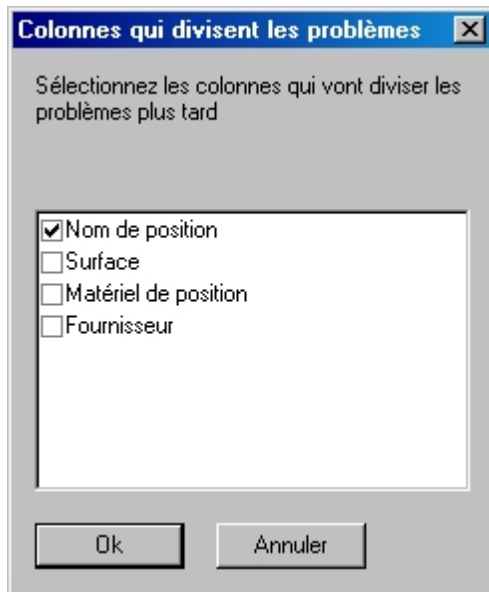 Colonnes qui divisent les problèmes
Sélectionnez les colonnes qui vont diviser les
problèmes plus tard
Nom de position
Surface
Matériel de position
Fournisseur
Ok
Annuler